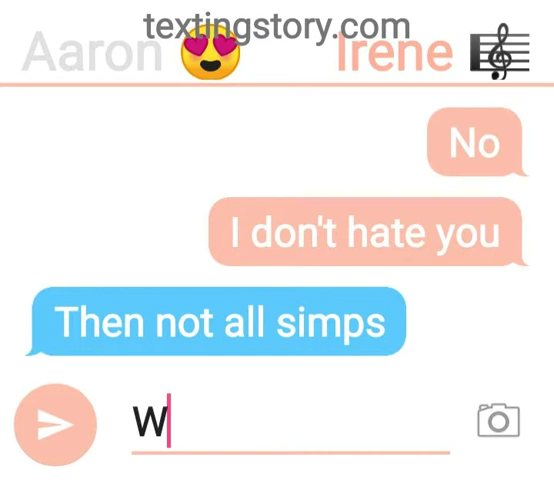 textingstory.com
Aaron 😍 Irene 🎼
No
I don't hate you
Then not all simps
W